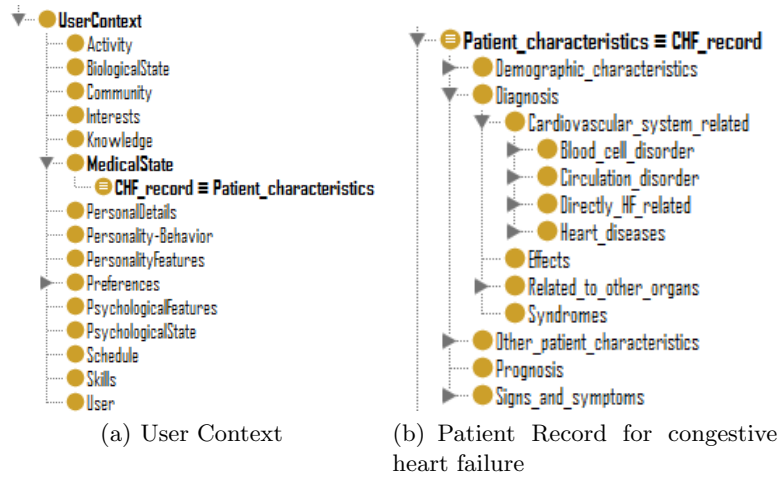 UserContext
Activity
BiologicalState
Community
Interests
Knowledge
MedicalState
CHF_record ≡ Patient_characteristics
PersonalDetails
Personality-Behavior
PersonalityFeatures
Preferences
PsychologicalFeatures
PsychologicalState
Schedule
Skills
User
(a) User Context
Patient_characteristics ≡ CHF_record
Demographic_characteristics
Diagnosis
Cardiovascular_system_related
Blood_cell_disorder
Circulation_disorder
Directly_HF_related
Heart_diseases
Effects
Related_to_other_organs
Syndromes
Other_patient_characteristics
Prognosis
Signs_and_symptoms
(b) Patient Record for congestive
heart failure